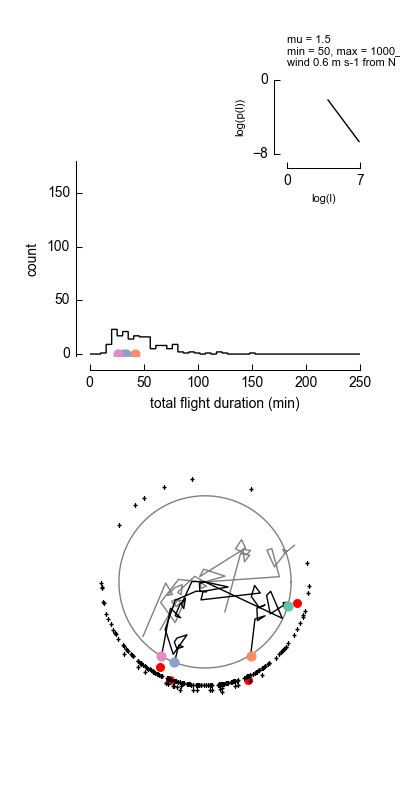 mu = 1.5
min = 50, max = 1000_
wind 0.6 m s-1 from N
0
log(p(l))
−8
0
7
log(l)
150
100
count
50
0
0
50
100
150
200
250
total flight duration (min)